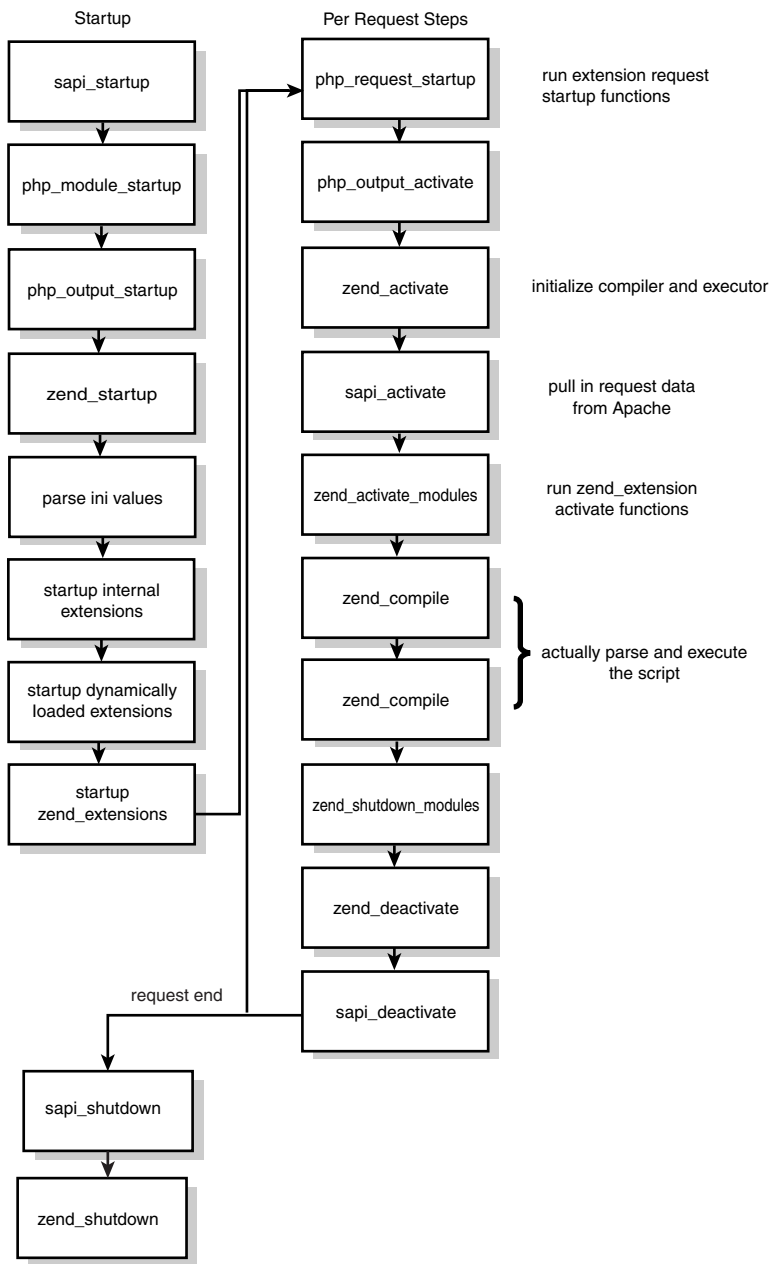 Startup
sapi_startup
php_module_startup
php_output_startup
zend_startup
parse ini values
startup internal
extensions
startup dynamically
loaded extensions
startup
zend_extensions
Per Request Steps
php_request_startup
run extension request
startup functions
php_output_activate
zend_activate
initialize compiler and executor
sapi_activate
pull in request data
from Apache
zend_activate_modules
run zend_extension
activate functions
zend_compile
zend_compile
actually parse and execute
the script
zend_shutdown_modules
zend_deactivate
sapi_deactivate
request end
sapi_shutdown
zend_shutdown